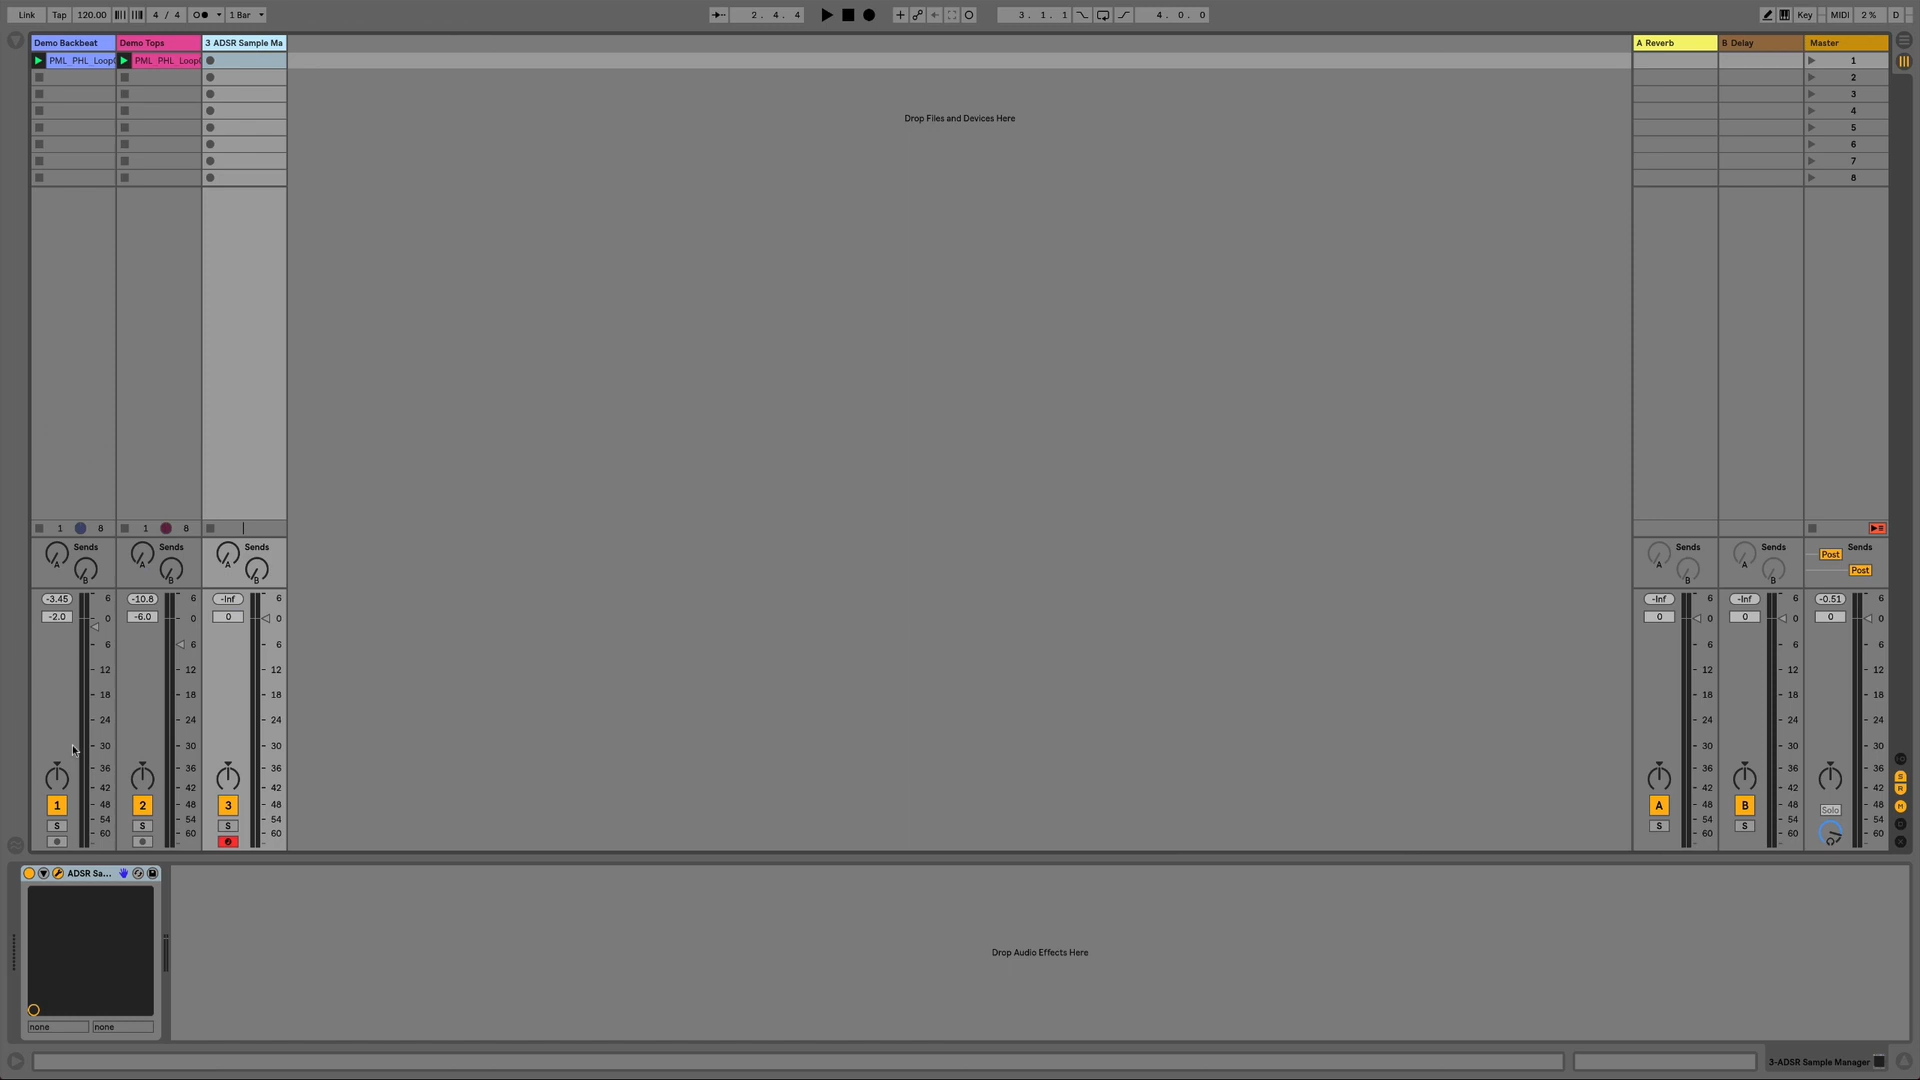 Link Tap 120.00 4 / 4 1 Bar 2 . 4 . 4 3 . 1 . 1 4 . 0 . 0 Key MIDI 2 % D
Demo Backbeat Demo Tops 3 ADSR Sample Ma A Reverb B Delay Master
PML_PHL_Loop PML_PHL_Loop 1
2
3
4
5
6
7
8
Drop Files and Devices Here
1 8 1 8
Sends Sends Sends Sends Sends Sends
A A A A A Post
B B B B B Post
-3.45 6 -10.8 6 -Inf 6 -Inf 6 -Inf 6 -0.51 6
-2.0 0 -6.0 0 0 0 0 0 0 0 0 0
6 6 6 6 6 6
12 12 12 12 12 12
18 18 18 18 18 18
24 24 24 24 24 24
30 30 30 30 30 30
36 36 36 36 36 36
42 42 42 42 42 42
1 48 2 48 3 48 A 48 B 48 Solo 48
54 54 54 54 54 54
S 60 S 60 S 60 S 60 S 60 60
S
R
M
D
X
ADSR Sa...
none none
Drop Audio Effects Here
3-ADSR Sample Manager